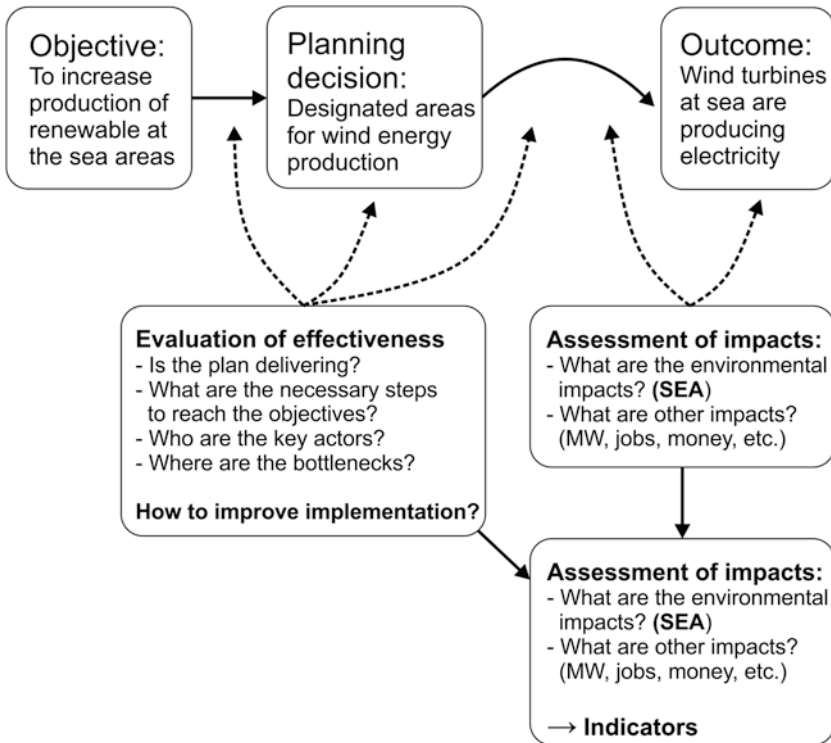 Objective:
To increase
production of
renewable at
the sea areas
Planning
decision:
Designated areas
for wind energy
production
Outcome:
Wind turbines
at sea are
producing
electricity
Evaluation of effectiveness
- Is the plan delivering?
- What are the necessary steps
to reach the objectives?
- Who are the key actors?
- Where are the bottlenecks?
How to improve implementation?
Assessment of impacts:
- What are the environmental
impacts? (SEA)
- What are other impacts?
(MW, jobs, money, etc.)
Assessment of impacts:
- What are the environmental
impacts? (SEA)
- What are other impacts?
(MW, jobs, money, etc.)
→ Indicators